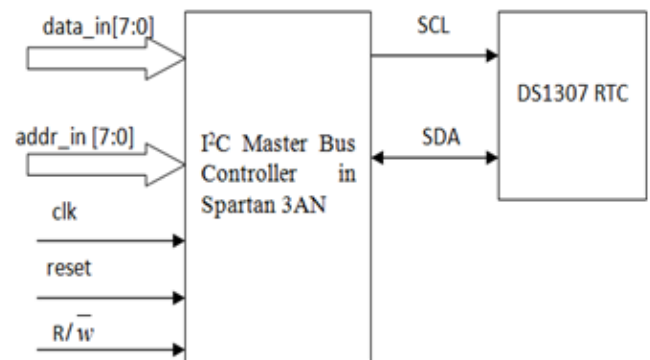 data_in[7:0]
SCL
DS1307 RTC
addr_in [7:0]
I²C Master Bus
Controller in
Spartan 3AN
SDA
clk
reset
R/w̅